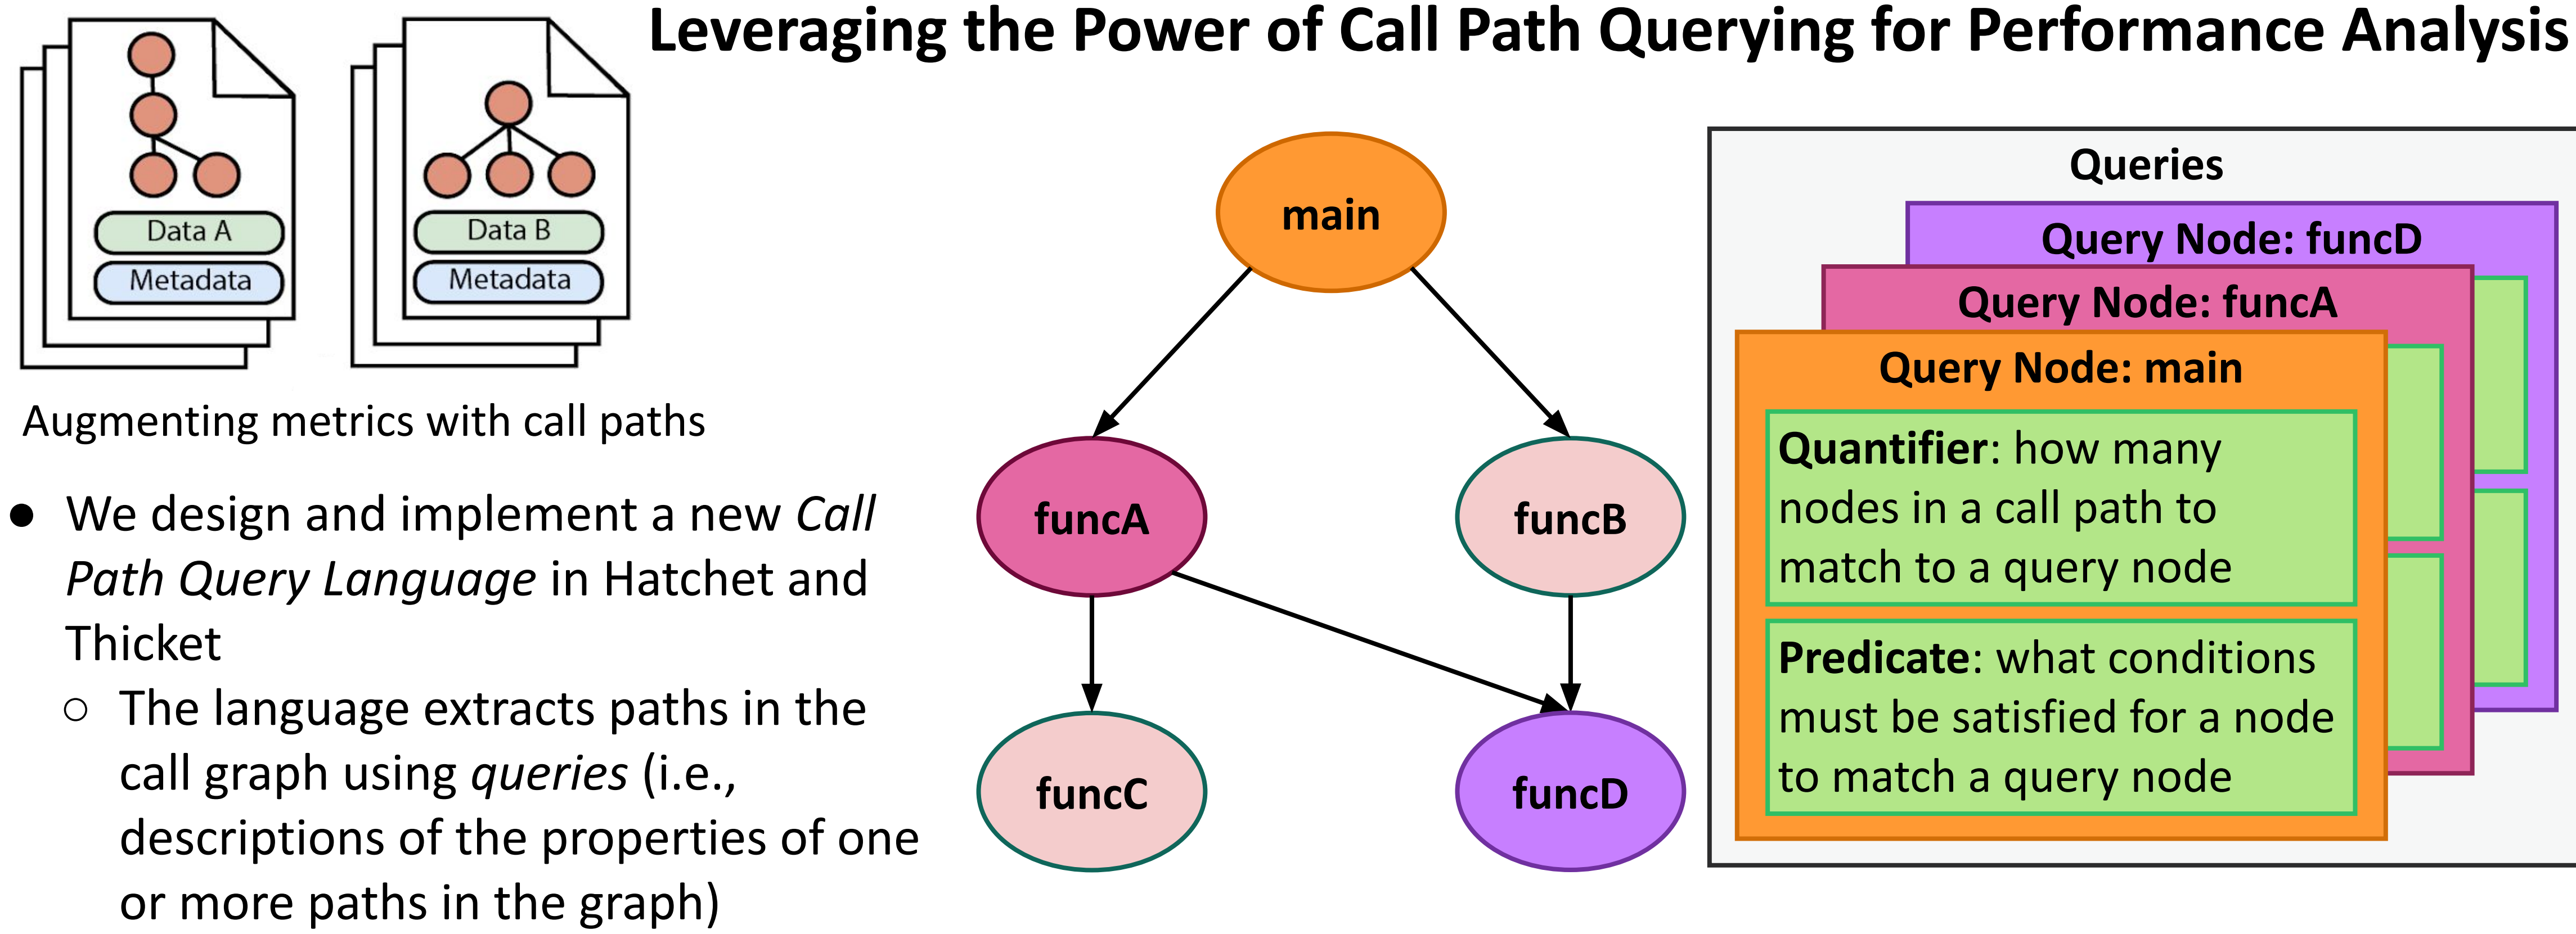 Leveraging the Power of Call Path Querying for Performance Analysis
Data A
Metadata
Data B
Metadata
Augmenting metrics with call paths
● We design and implement a new Call
Path Query Language in Hatchet and
Thicket
○ The language extracts paths in the
call graph using queries (i.e.,
descriptions of the properties of one
or more paths in the graph)
main
funcA
funcB
funcC
funcD
Queries
Query Node: funcD
Query Node: funcA
Query Node: main
Quantifier: how many
nodes in a call path to
match to a query node
Predicate: what conditions
must be satisfied for a node
to match a query node